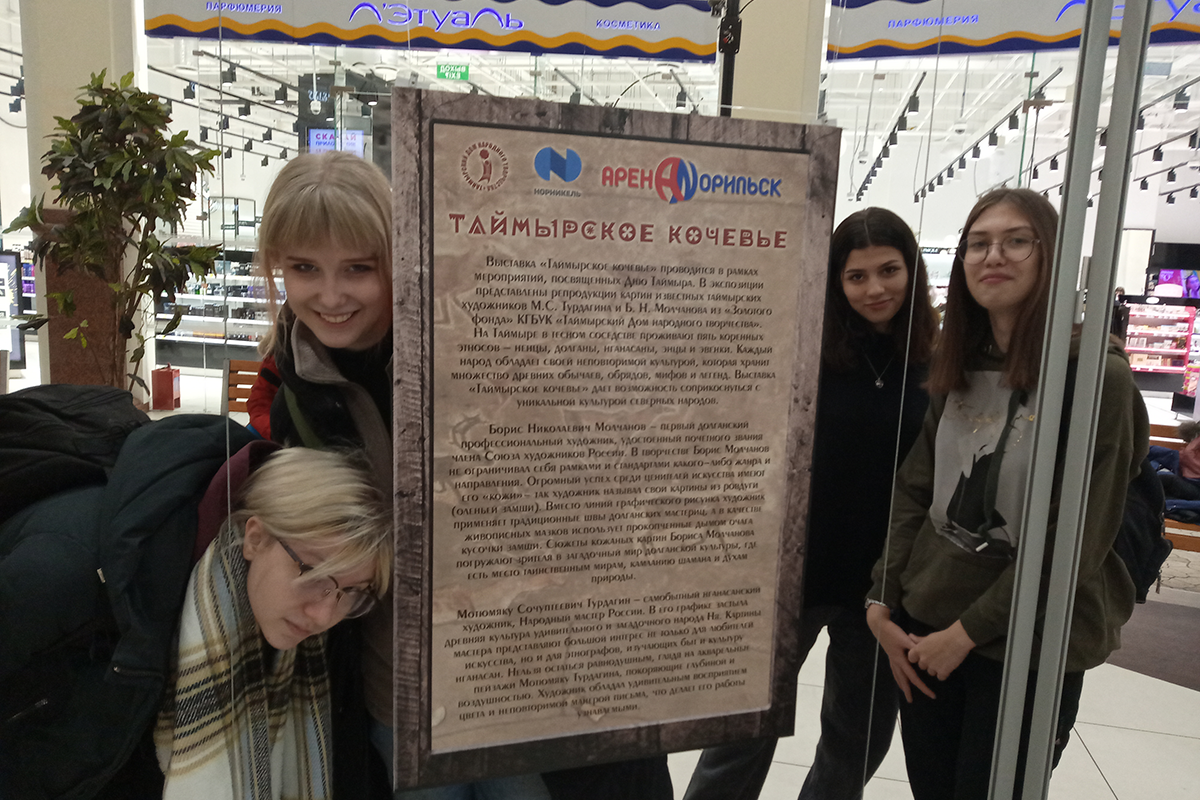 ПАРФЮМЕРИЯ Л'Этуаль КОСМЕТИКА ПАРФЮМЕРИЯ Л'Этуа
ВЫХОД
EXIT
СКАЧАЙ
НОРНИКЕЛЬ
АРЕНАNОРИЛЬСК
ТАЙМЫРСКОЕ КОЧЕВЬЕ
Выставка «Таймырское кочевье» проводится в рамках
мероприятий, посвященных Дню Таймыра. В экспозиции
представлены репродукции картин известных таймырских
художников М.С. Турдагина и Б. Н. Молчанова из «Золотого
фонда» КГБУК «Таймырский Дом народного творчества».
На Таймыре в тесном соседстве проживают пять коренных
этносов – ненцы, долганы, нганасаны, энцы и эвенки. Каждый
народ обладает своей неповторимой культурой, которая хранит
множество древних обычаев, обрядов, мифов и легенд. Выставка
«Таймырское кочевье» дает возможность соприкоснуться с
уникальной культурой северных народов.
Борис Николаевич Молчанов – первый долганский
профессиональный художник, удостоенный почетного звания
члена Союза художников России. В творчестве Борис Молчанов
не ограничивал себя рамками и стандартами какого-либо жанра и
направления. Огромный успех среди ценителей искусства имеют
его «кожи» – так художник называл свои картины из ровдуги
(оленьей замши). Вместо линий графического рисунка художник
применяет традиционные швы долганских мастериц, а в качестве
живописных мазков использует прокопченные дымом очага
кусочки замши. Сюжеты кожаных картин Бориса Молчанова
погружают зрителя в загадочный мир долганской культуры, где
есть место таинственным мирам, камланию шамана и духам
природы.
Мотюмяку Сочуптеевич Турдагин – самобытный нганасанский
художник, Народный мастер России. В его графике застыла
древняя культура удивительного и загадочного народа Ня. Картины
мастера представляют большой интерес не только для любителей
искусства, но и для этнографов, изучающих быт и культуру
нганасан. Нельзя остаться равнодушным, глядя на акварельные
пейзажи Мотюмяку Турдагина, покоряющие глубиной и
воздушностью. Художник обладал удивительным восприятием
цвета и неповторимой манерой письма, что делает его работы
узнаваемыми.